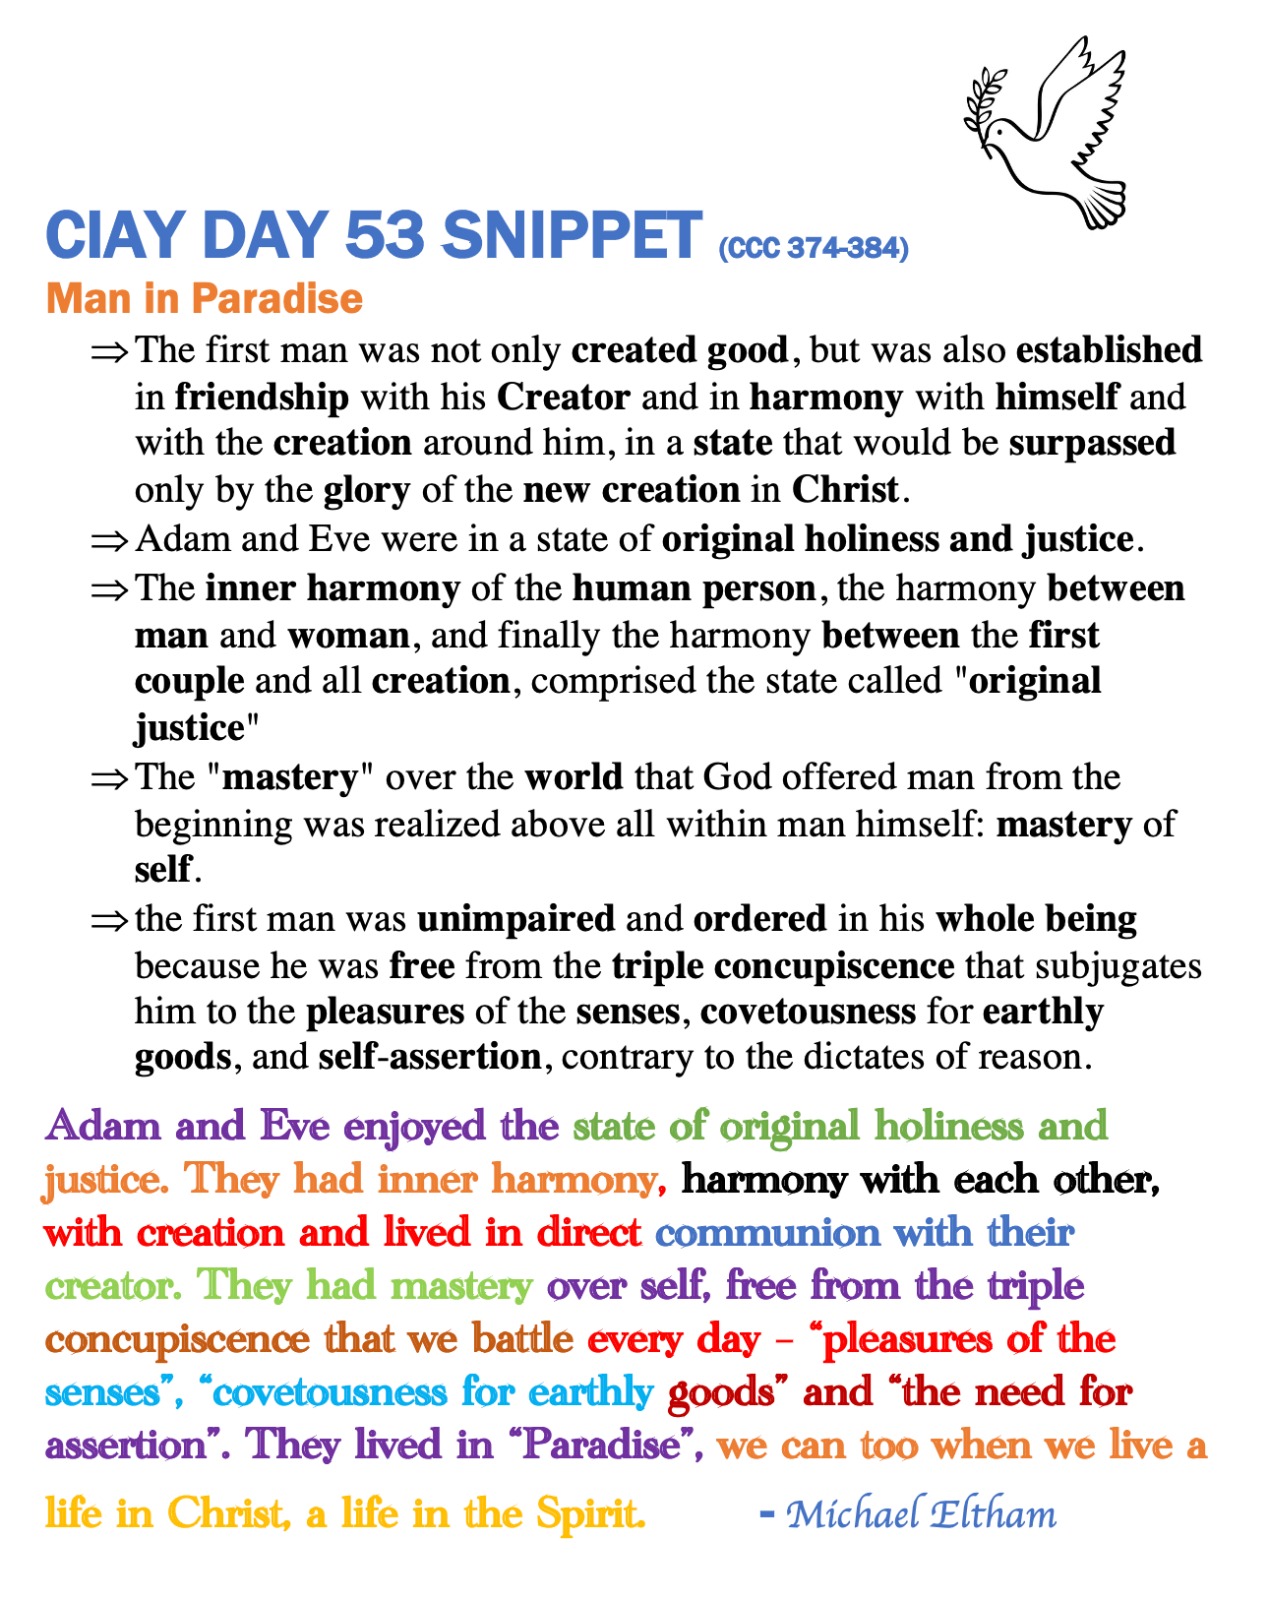 CIAY DAY 53 SNIPPET (CCC 374-384)
Man in Paradise
⇒ The first man was not only created good, but was also established
in friendship with his Creator and in harmony with himself and
with the creation around him, in a state that would be surpassed
only by the glory of the new creation in Christ.
⇒ Adam and Eve were in a state of original holiness and justice.
⇒ The inner harmony of the human person, the harmony between
man and woman, and finally the harmony between the first
couple and all creation, comprised the state called "original
justice"
⇒ The "mastery" over the world that God offered man from the
beginning was realized above all within man himself: mastery of
self.
⇒ the first man was unimpaired and ordered in his whole being
because he was free from the triple concupiscence that subjugates
him to the pleasures of the senses, covetousness for earthly
goods, and self-assertion, contrary to the dictates of reason.
Adam and Eve enjoyed the state of original holiness and
justice. They had inner harmony, harmony with each other,
with creation and lived in direct communion with their
creator. They had mastery over self, free from the triple
concupiscence that we battle every day – “pleasures of the
senses”, “covetousness for earthly goods” and “the need for
assertion”. They lived in “Paradise”, we can too when we live a
life in Christ, a life in the Spirit. - Michael Eltham